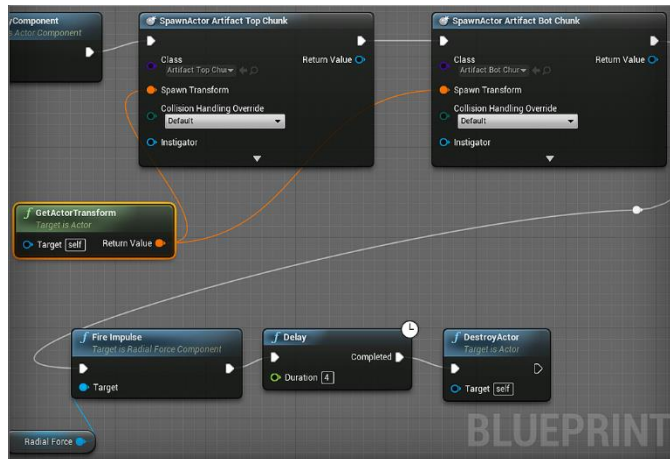 yComponent
s Actor Component
SpawnActor Artifact Top Chunk
Class
Artifact Top Chu
Return Value
Spawn Transform
Collision Handling Override
Default
Instigator
SpawnActor Artifact Bot Chunk
Class
Artifact Bot Chur
Return Value
Spawn Transform
Collision Handling Override
Default
Instigator
f GetActorTransform
Target is Actor
Target self Return Value
f Fire Impulse
Target is Radial Force Component
Target
f Delay
Completed
Duration 4
f DestroyActor
Target is Actor
Target self
Radial Force
BLUEPRINT